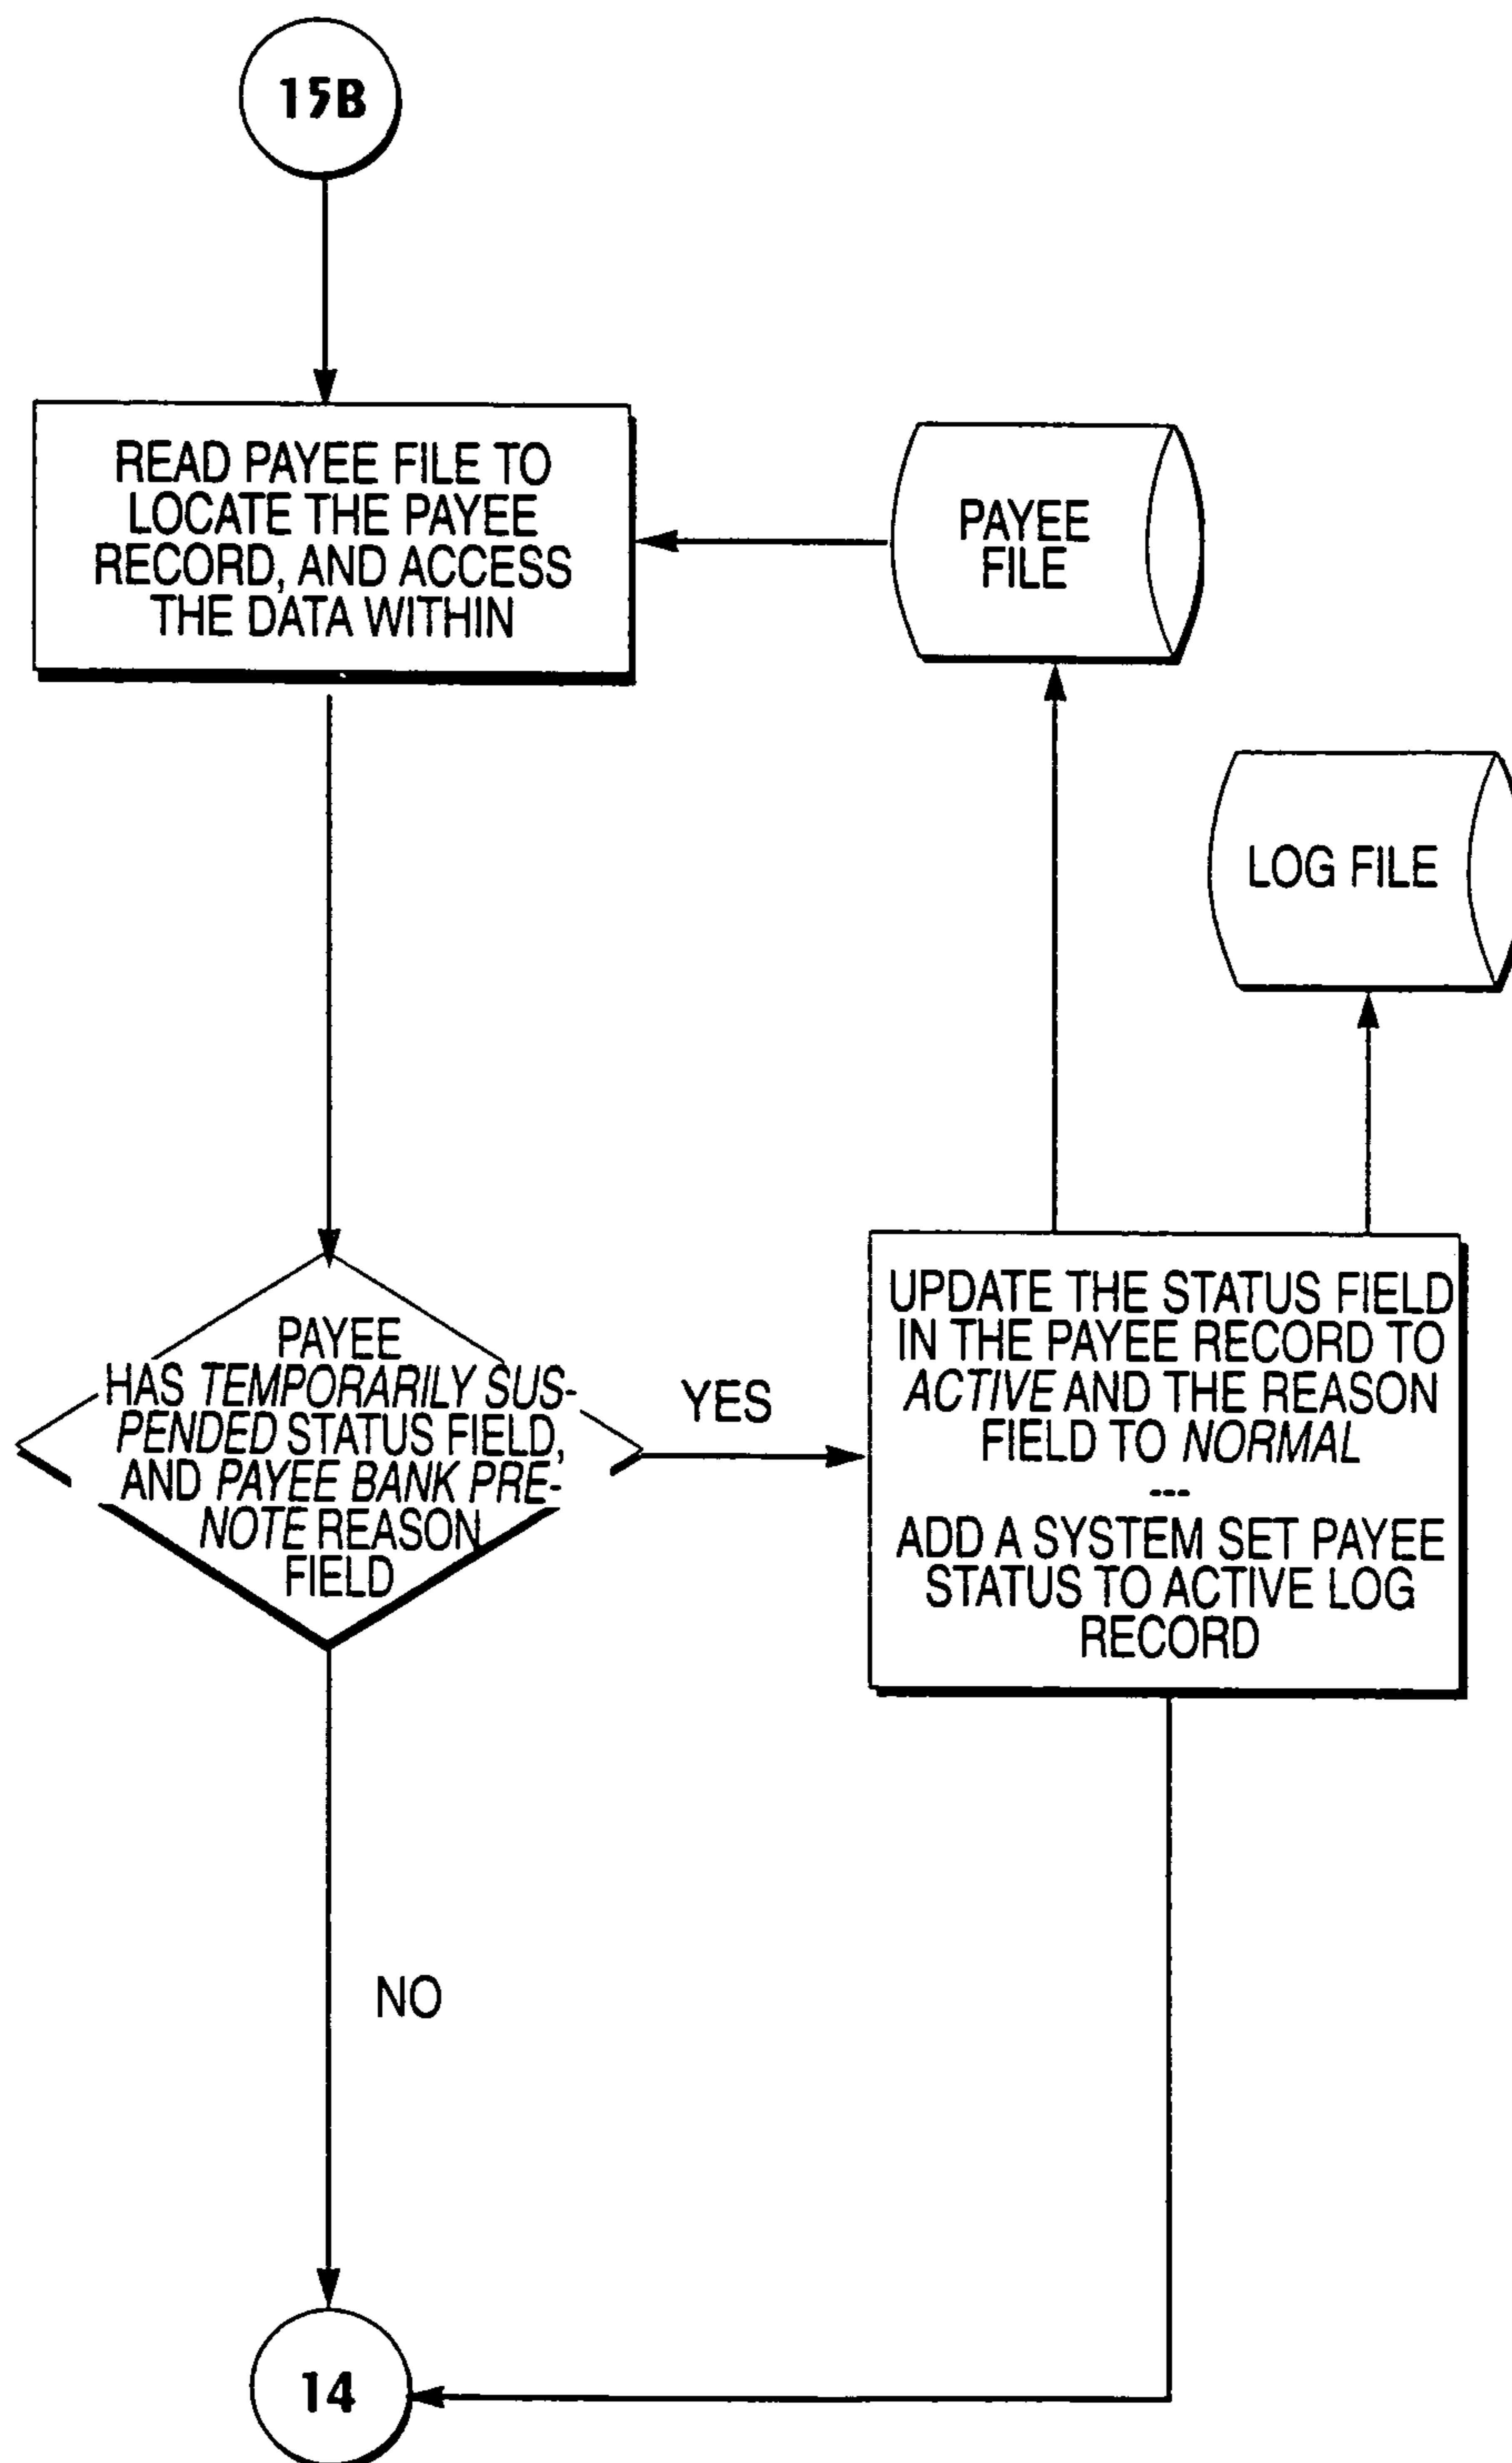 15B
READ PAYEE FILE TO
LOCATE THE PAYEE
RECORD, AND ACCESS
THE DATA WITHIN
PAYEE
FILE
LOG FILE
PAYEE
HAS TEMPORARILY SUS-
PENDED STATUS FIELD,
AND PAYEE BANK PRE-
NOTE REASON
FIELD
YES
UPDATE THE STATUS FIELD
IN THE PAYEE RECORD TO
ACTIVE AND THE REASON
FIELD TO NORMAL
---
ADD A SYSTEM SET PAYEE
STATUS TO ACTIVE LOG
RECORD
NO
14